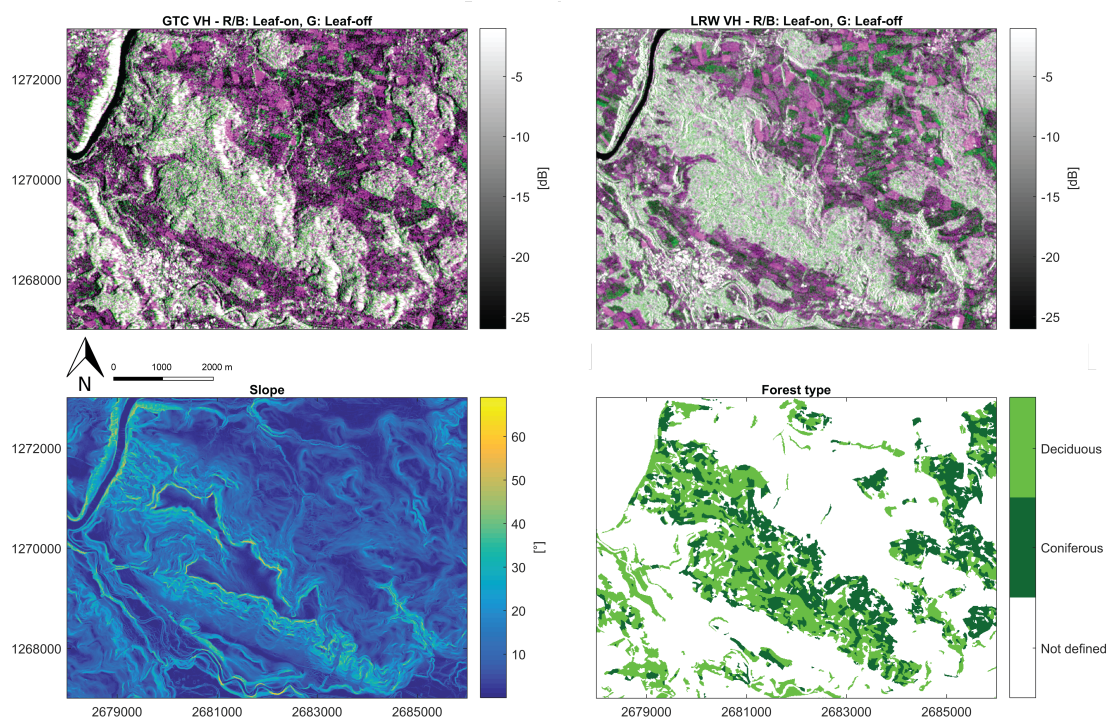 GTC VH - R/B: Leaf-on, G: Leaf-off
LRW VH - R/B: Leaf-on, G: Leaf-off
1272000
1270000
1268000
-5
-10
-15
-20
-25
[dB]
-5
-10
-15
-20
-25
[dB]
N
0 1000 2000 m
Slope
Forest type
1272000
1270000
1268000
60
50
40
30
20
10
[°]
Deciduous
Coniferous
Not defined
2679000 2681000 2683000 2685000
2679000 2681000 2683000 2685000